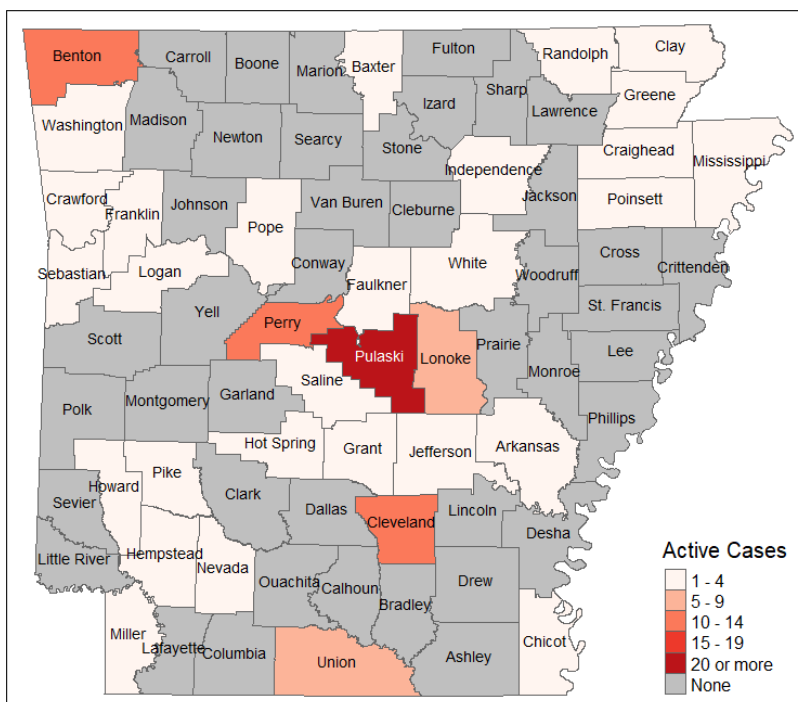 Benton
Carroll
Boone
Marion
Baxter
Fulton
Randolph
Clay
Izard
Sharp
Lawrence
Greene
Washington
Madison
Newton
Searcy
Stone
Independence
Craighead
Mississippi
Crawford
Franklin
Johnson
Pope
Van Buren
Cleburne
Jackson
Poinsett
Sebastian
Logan
Conway
Faulkner
White
Woodruff
Cross
Crittenden
Scott
Yell
Perry
Pulaski
Lonoke
Prairie
St. Francis
Lee
Monroe
Polk
Montgomery
Garland
Saline
Phillips
Hot Spring
Grant
Jefferson
Arkansas
Sevier
Howard
Pike
Clark
Dallas
Cleveland
Lincoln
Desha
Little River
Hempstead
Nevada
Ouachita
Calhoun
Bradley
Drew
Miller
Lafayette
Columbia
Union
Ashley
Chicot
Active Cases
1 - 4
5 - 9
10 - 14
15 - 19
20 or more
None